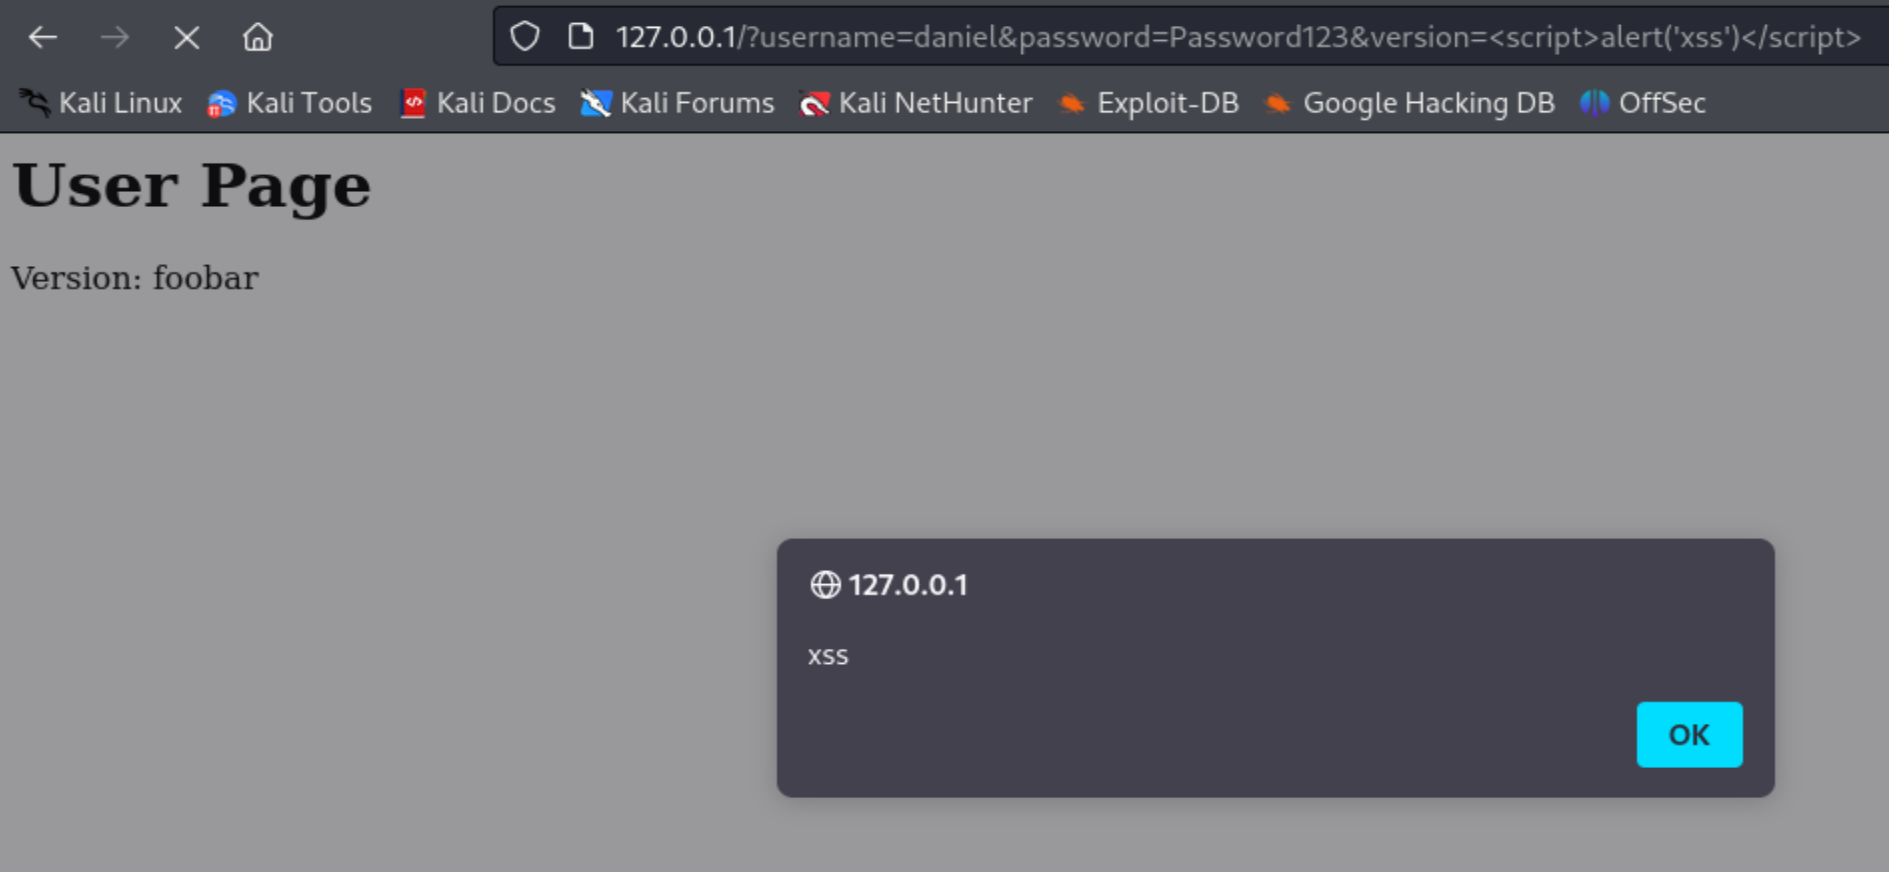 127.0.0.1/?username=daniel&password=Password123&version=<script>alert('xss')</script>
Kali Linux Kali Tools Kali Docs Kali Forums Kali NetHunter Exploit-DB Google Hacking DB OffSec
User Page
Version: foobar
127.0.0.1
xss
OK